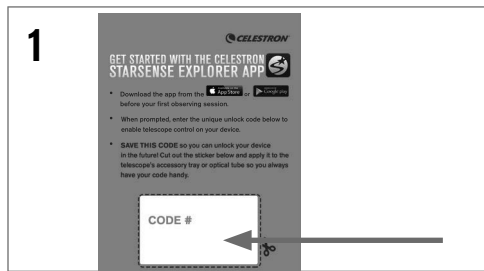 1
CELESTRON
GET STARTED WITH THE CELESTRON
STARSENSE EXPLORER APP
• Download the app from the App Store or Google play
before your first observing session.
• When prompted, enter the unique unlock code below to
enable telescope control on your device.
• SAVE THIS CODE so you can unlock your device
in the future! Cut out the sticker below and apply it to the
telescope's accessory tray or optical tube so you always
have your code handy.
CODE #